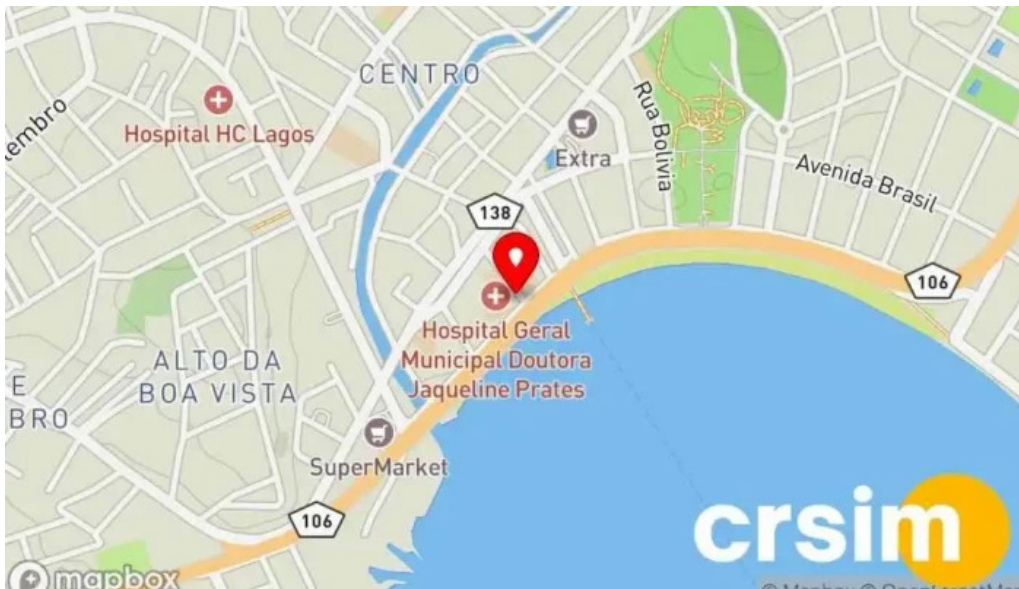 CENTRO
Hospital HC Lagos
Extra
Rua Bolivia
Avenida Brasil
138
106
Hospital Geral
Municipal Doutora
Jaqueline Prates
ALTO DA
BOA VISTA
E
BRO
SuperMarket
106
crsim
mapbox